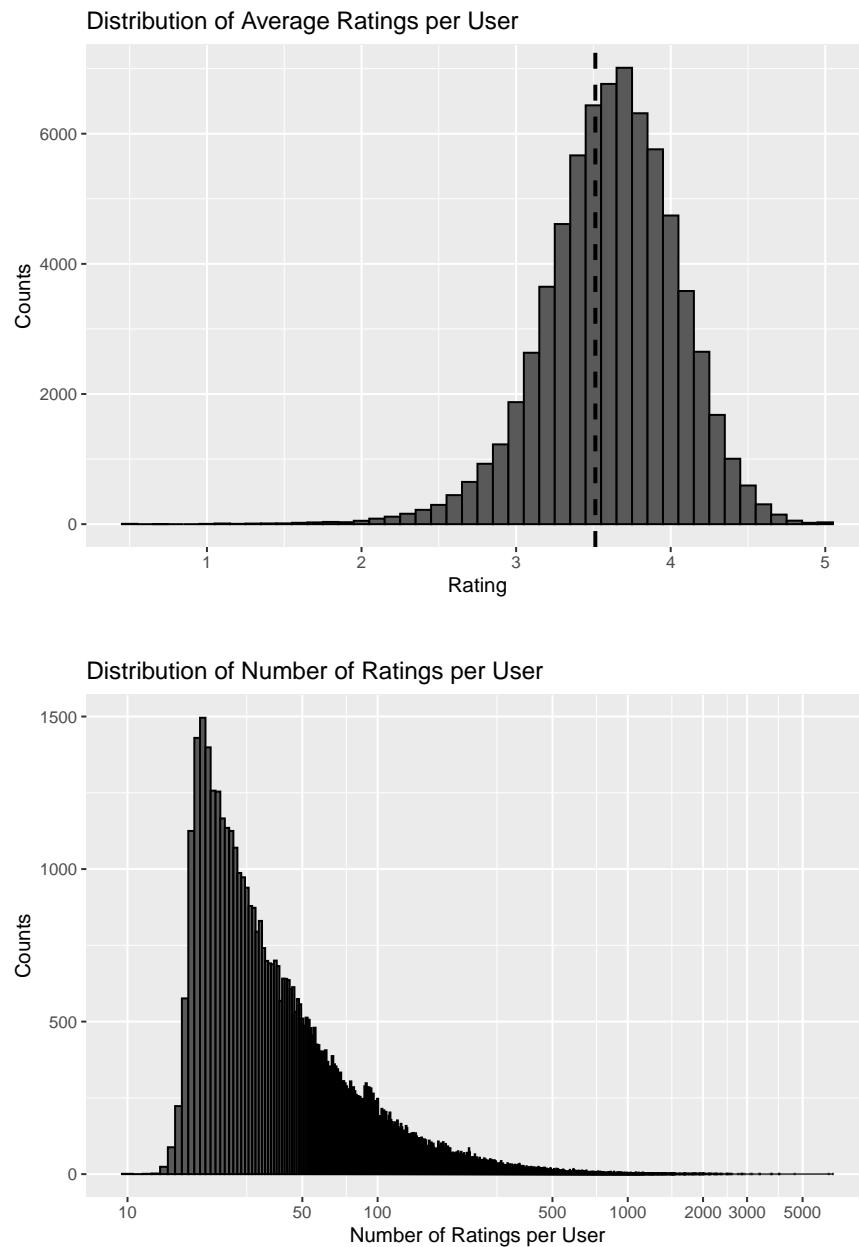 Distribution of Average Ratings per User
6000
4000
2000
0
Counts
1 2 3 4 5
Rating
Distribution of Number of Ratings per User
1500
1000
500
0
Counts
10 50 100 500 1000 2000 3000 5000
Number of Ratings per User